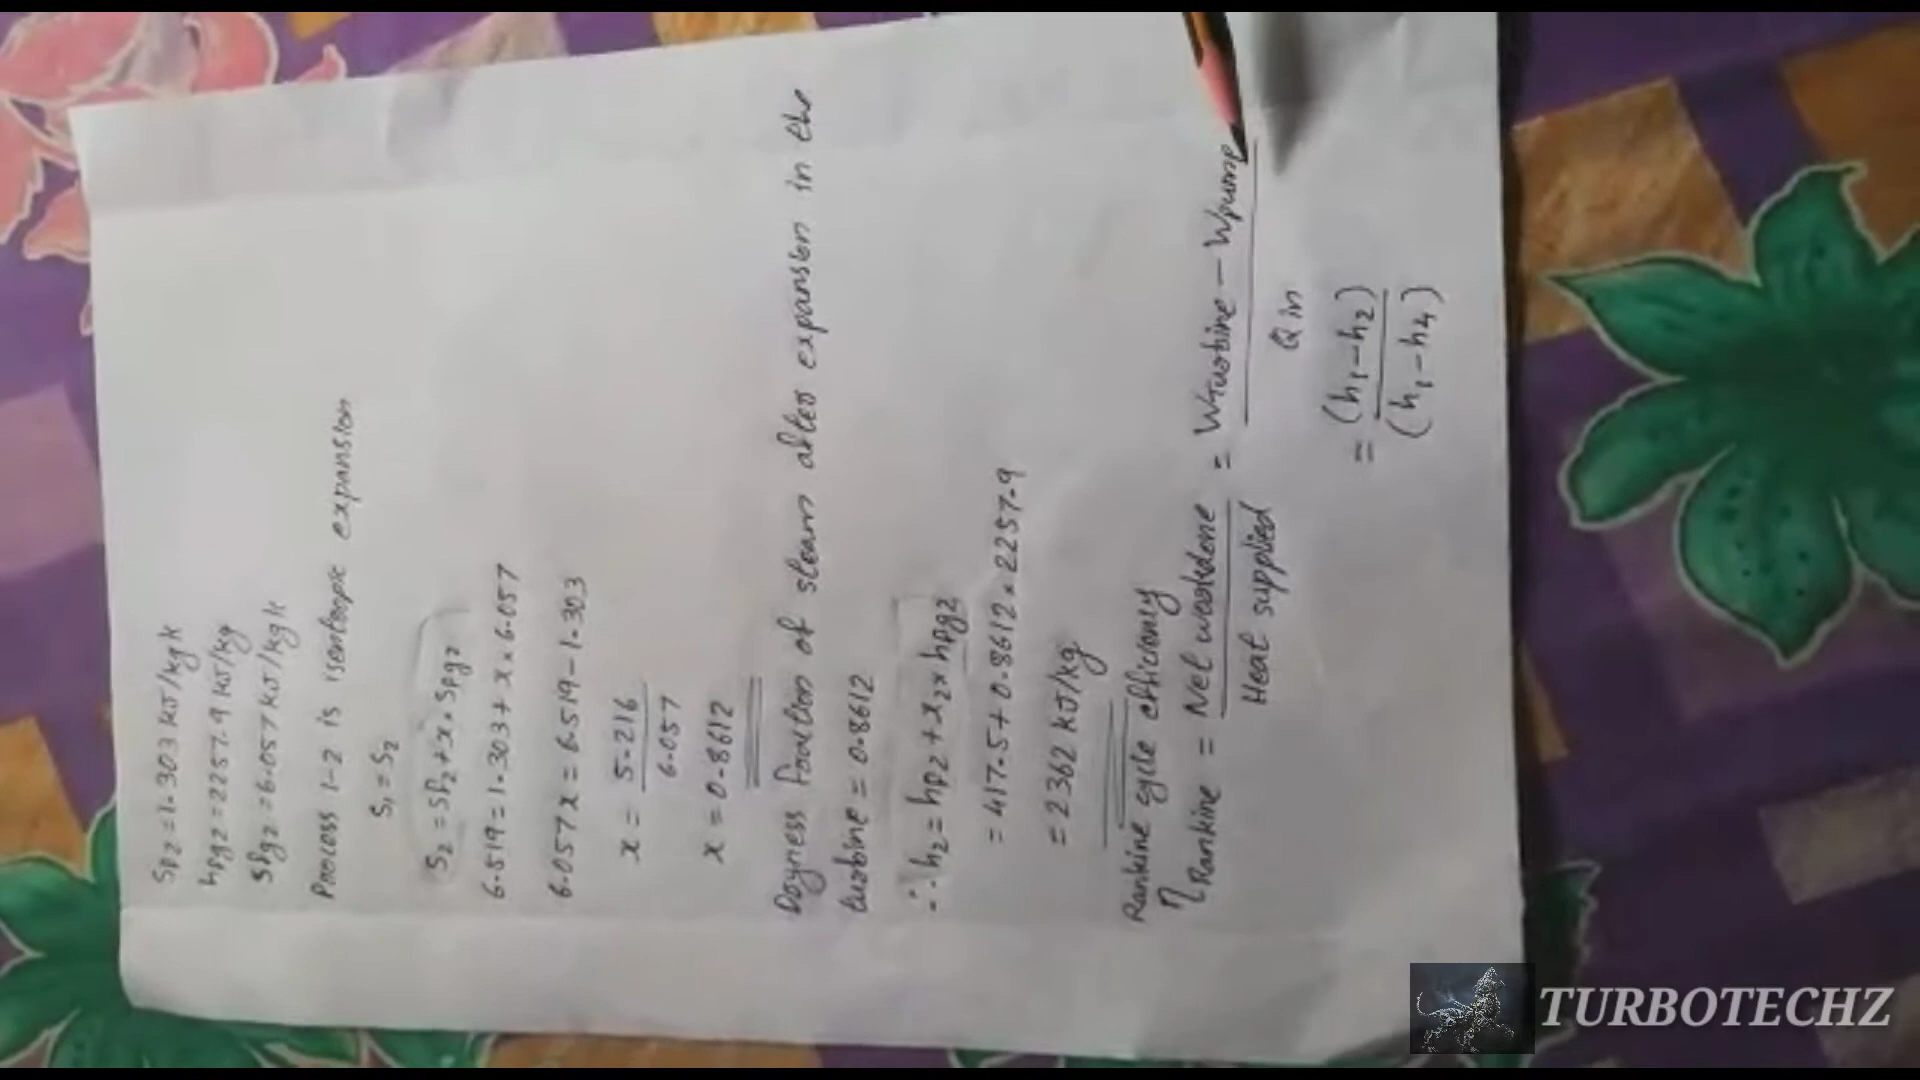 Sf2 = 1.303 KJ/kg K
hfg2 = 2257.9 KJ/kg
Sfg2 = 6.057 KJ/kg K
Process 1-2 is isentropic expansion
S1 = S2
S2 = Sf2 + x · Sfg2
6.519 = 1.303 + x × 6.057
6.057 x = 6.519 - 1.303
x = 5.216
6.057
x = 0.8612
Dryness fraction of steam after expansion in the
turbine = 0.8612
∴ h2 = hf2 + x2 × hfg2
= 417.5 + 0.8612 × 2257.9
= 2362 KJ/kg
Rankine cycle efficiency
η Rankine = Net workdone = WTurbine - Wpump
Heat supplied Q in
= (h1 - h2)
(h1 - h4)
TURBOTECHZ